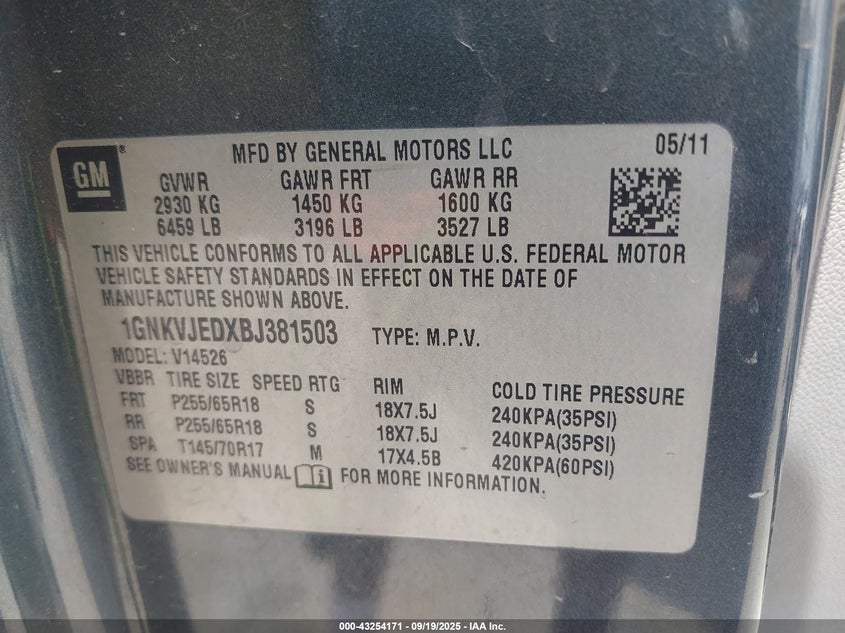 GM®
MFD BY GENERAL MOTORS LLC 05/11
GVWR GAWR FRT GAWR RR
2930 KG 1450 KG 1600 KG
6459 LB 3196 LB 3527 LB
THIS VEHICLE CONFORMS TO ALL APPLICABLE U.S. FEDERAL MOTOR
VEHICLE SAFETY STANDARDS IN EFFECT ON THE DATE OF
MANUFACTURE SHOWN ABOVE.
1GNKVJEDXBJ381503 TYPE: M.P.V.
MODEL: V14526
VBBR TIRE SIZE SPEED RTG RIM COLD TIRE PRESSURE
FRT P255/65R18 S 18X7.5J 240KPA(35PSI)
RR P255/65R18 S 18X7.5J 240KPA(35PSI)
SPA T145/70R17 M 17X4.5B 420KPA(60PSI)
SEE OWNER'S MANUAL i FOR MORE INFORMATION.
000-43254171 - 09/19/2025 - IAA Inc.